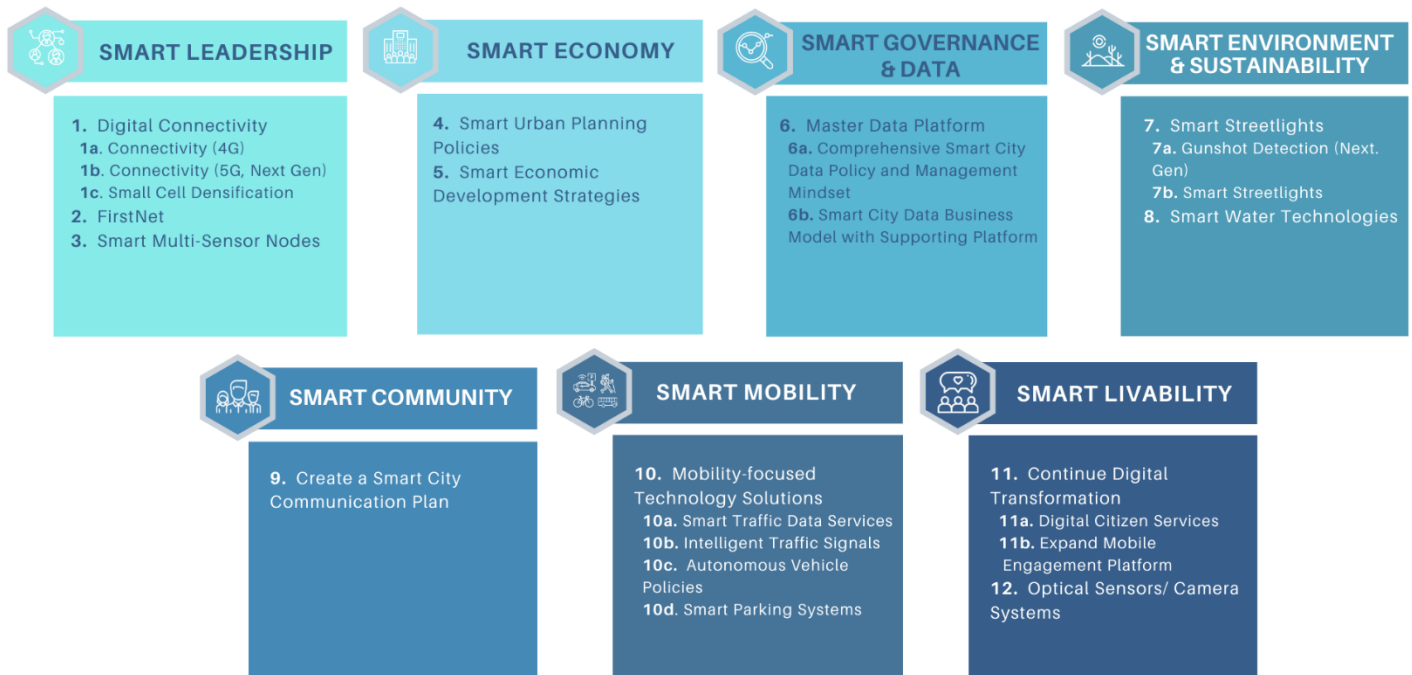 SMART LEADERSHIP
1. Digital Connectivity
1a. Connectivity (4G)
1b. Connectivity (5G, Next Gen)
1c. Small Cell Densification
2. FirstNet
3. Smart Multi-Sensor Nodes
SMART ECONOMY
4. Smart Urban Planning
Policies
5. Smart Economic
Development Strategies
SMART GOVERNANCE
& DATA
6. Master Data Platform
6a. Comprehensive Smart City
Data Policy and Management
Mindset
6b. Smart City Data Business
Model with Supporting Platform
SMART ENVIRONMENT
& SUSTAINABILITY
7. Smart Streetlights
7a. Gunshot Detection (Next.
Gen)
7b. Smart Streetlights
8. Smart Water Technologies
SMART COMMUNITY
9. Create a Smart City
Communication Plan
SMART MOBILITY
10. Mobility-focused
Technology Solutions
10a. Smart Traffic Data Services
10b. Intelligent Traffic Signals
10c. Autonomous Vehicle
Policies
10d. Smart Parking Systems
SMART LIVABILITY
11. Continue Digital
Transformation
11a. Digital Citizen Services
11b. Expand Mobile
Engagement Platform
12. Optical Sensors/ Camera
Systems